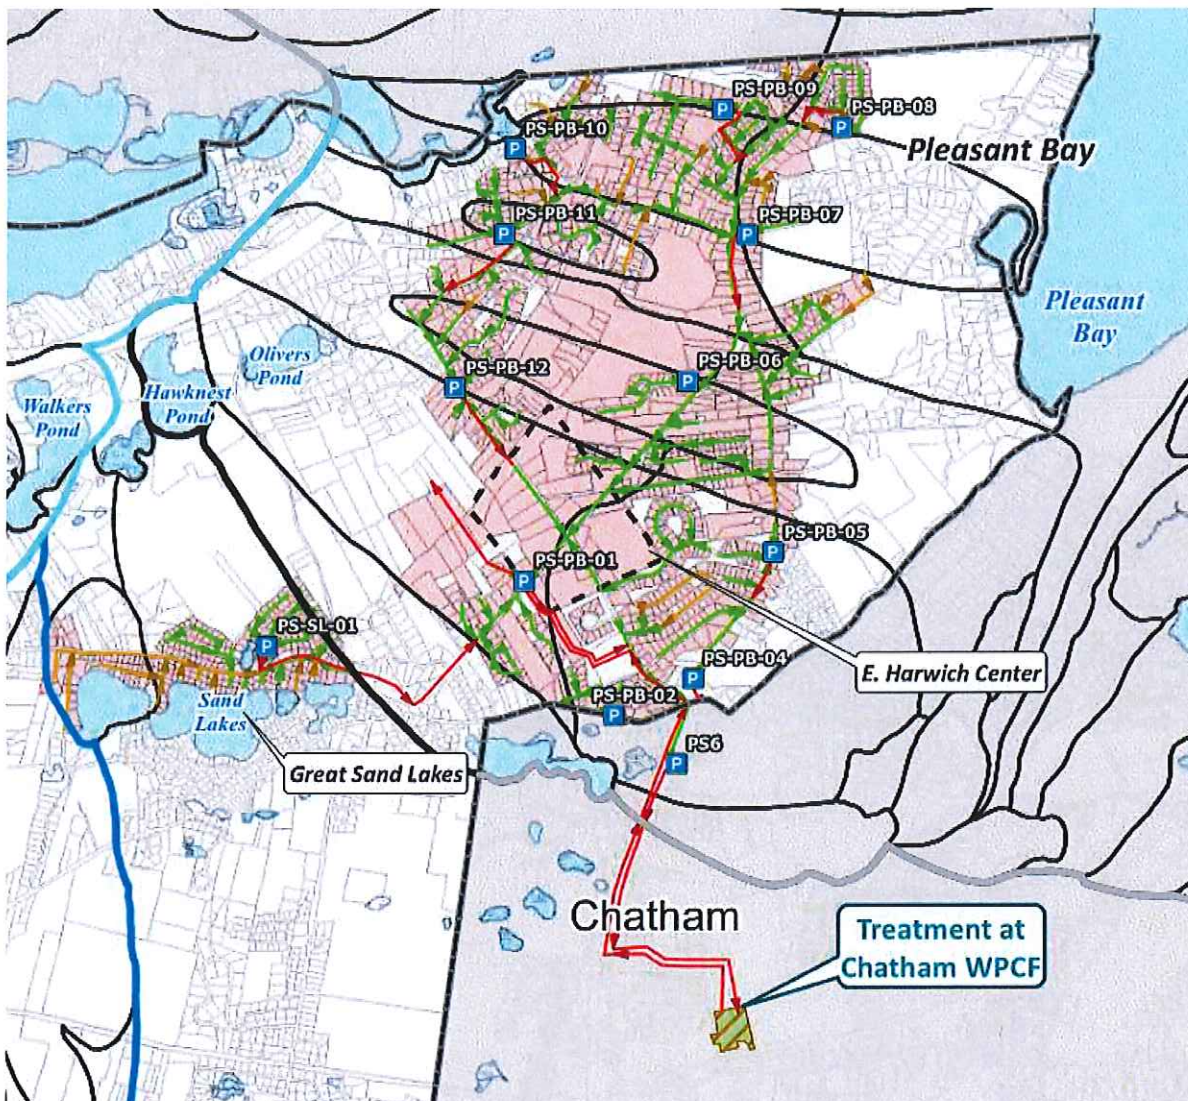 PS-PB-09
P
PS-PB-08
P
PS-PB-10
P
Pleasant Bay
PS-PB-11
P
PS-PB-07
P
Pleasant
Bay
Olivers
Pond
PS-PB-12
P
PS-PB-06
P
Hawknest
Pond
Walkers
Pond
PS-PB-05
P
PS-PB-01
P
PS-SL-01
P
E. Harwich Center
PS-PB-04
P
PS-PB-02
P
Sand
Lakes
PS6
P
Great Sand Lakes
Chatham
Treatment at
Chatham WPCF